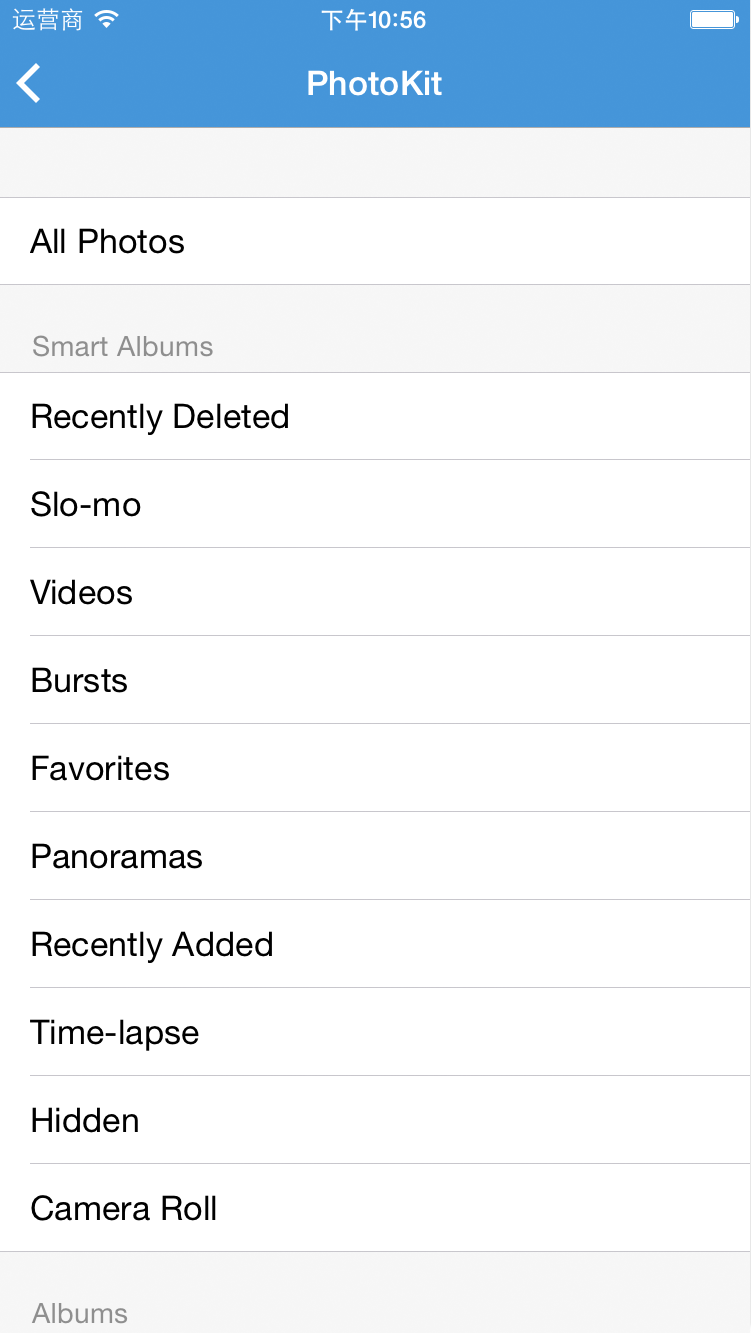 运营商 下午10:56
PhotoKit
All Photos
Smart Albums
Recently Deleted
Slo-mo
Videos
Bursts
Favorites
Panoramas
Recently Added
Time-lapse
Hidden
Camera Roll
Albums